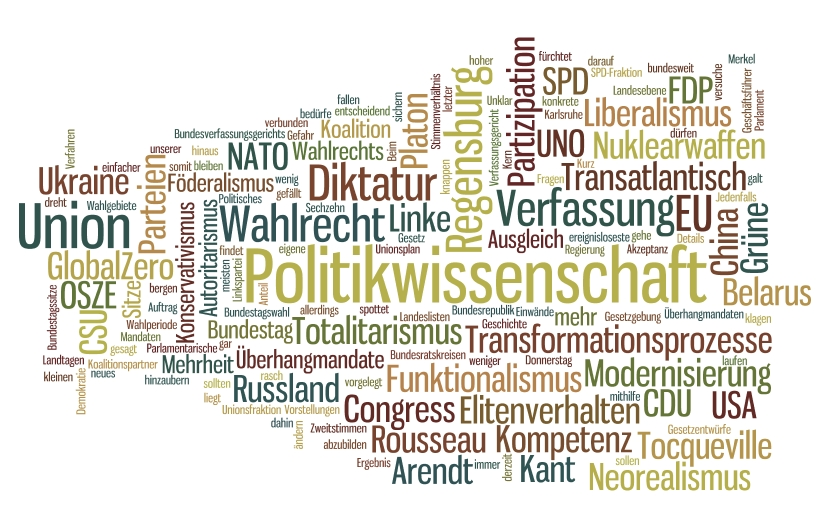 hoher
fürchtet
darauf
Merkel
SPD-Fraktion
bundesweit
SPD
Landesebene
FDP
versuche
Geschäftsführer
Parlament
Partizipation
Regensburg
letzter
Stimmenverhältnis
fallen
sichern
bedürfe
entscheidend
Unklar
konkrete
Karlsruhe
Liberalismus
verbunden
Koalition
Platon
Bundesverfassungsgerichts
Gefahr
Verfahren
unserer
hinaus
NATO
Wahlrechts
Beim
Verfassungsgericht
Kern
UNO
Nuklearwaffen
dürfen
einfacher
somit
bleiben
Kurz
Ukraine
Parteien
Föderalismus
wenig
Diktatur
knappen
Fragen
Transatlantisch
galt
dreht
Wahlgebiete
gefällt
Politisches
Sechzehn
Union
Konservativismus
Autoritarismus
Wahlrecht
Linke
Verfassung
EU
Jedenfalls
China
Grüne
Gesetz
Ausgleich
ereignisloseste
gehe
Details
findet
eigene
Unionsplan
Regierung
Akzeptanz
GlobalZero
meisten
Linkspartei
Politikwissenschaft
OSZE
Sitze
bergen
Anteil
Belarus
Bundestagssitze
Auftrag
Bundestagswahl
allerdings
spottet
Landeslisten
Bundesrepublik
Einwände
mehr
Gesetzgebung
Überhangmandaten
klagen
CSU
Wahlperiode
Bundestag
Totalitarismus
Geschichte
Mandaten
gesagt
Parlamentarische
gar
Transformationsprozesse
Landtagen
Koalitionspartner
Mehrheit
Überhangmandate
Bundesratskreisen
weniger
Donnerstag
laufen
kleinen
Demokratie
neues
hinzubern
sollten
rasch
Russland
vorgelegt
Funktionalismus
Modernisierung
liegt
Unionsfraktion
Vorstellungen
Congress
Elitenverhalten
mithilfe
CDU
USA
dahin
ändern
Zweitstimmen
Gesetzentwürfe
abzubilden
Rousseau
Kompetenz
Tocqueville
Ergebnis
Arendt
immer
derzeit
Kant
sollen
Neorealismus